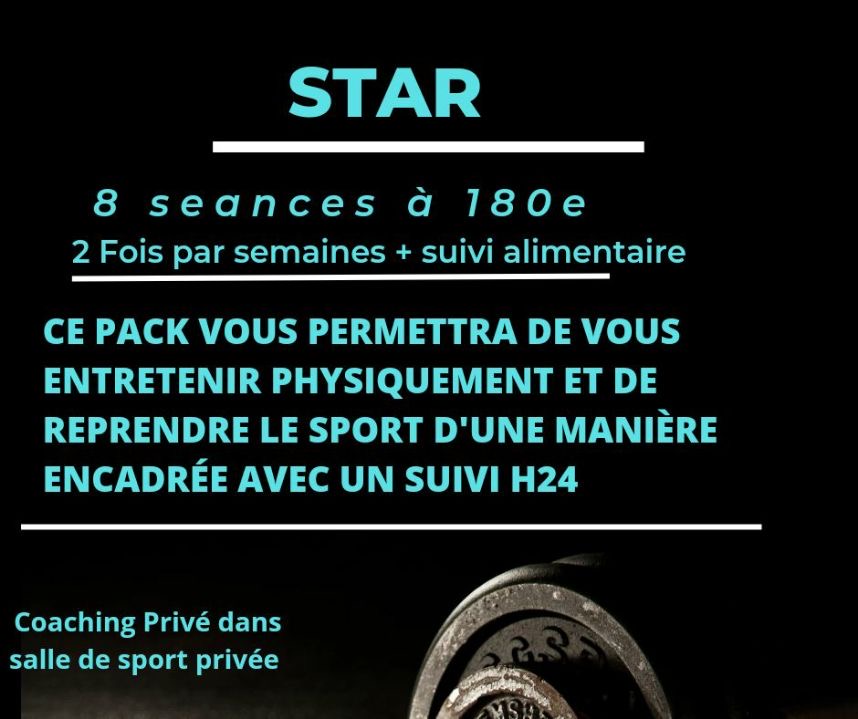 STAR
8 seances à 180e
2 Fois par semaines + suivi alimentaire
CE PACK VOUS PERMETTRA DE VOUS
ENTRETENIR PHYSIQUEMENT ET DE
REPRENDRE LE SPORT D'UNE MANIÈRE
ENCADRÉE AVEC UN SUIVI H24
Coaching Privé dans
salle de sport privée